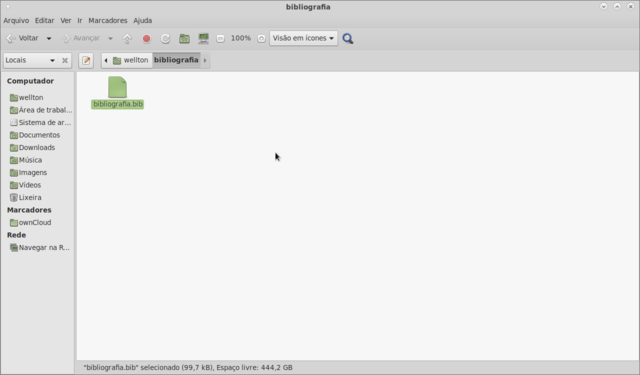 bibliografia
Arquivo Editar Ver Ir Marcadores Ajuda
Voltar Avançar 100% Visão em ícones
Locais wellton bibliografia
Computador
wellton
Área de trabal...
Sistema de ar...
Documentos
Downloads
Música
Imagens
Vídeos
Lixeira
Marcadores
ownCloud
Rede
Navegar na R...
bibliografia.bib
"bibliografia.bib" selecionado (99,7 kB), Espaço livre: 444,2 GB